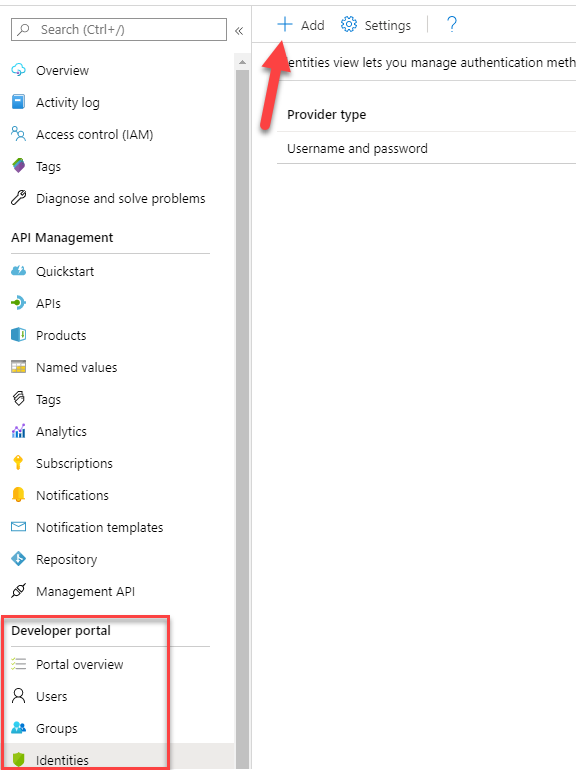 Search (Ctrl+/)
«
Overview
Activity log
Access control (IAM)
Tags
Diagnose and solve problems
API Management
Quickstart
APIs
Products
Named values
Tags
Analytics
Subscriptions
Notifications
Notification templates
Repository
Management API
Developer portal
Portal overview
Users
Groups
Identities
+ Add Settings ?
entities view lets you manage authentication meth
Provider type
Username and password